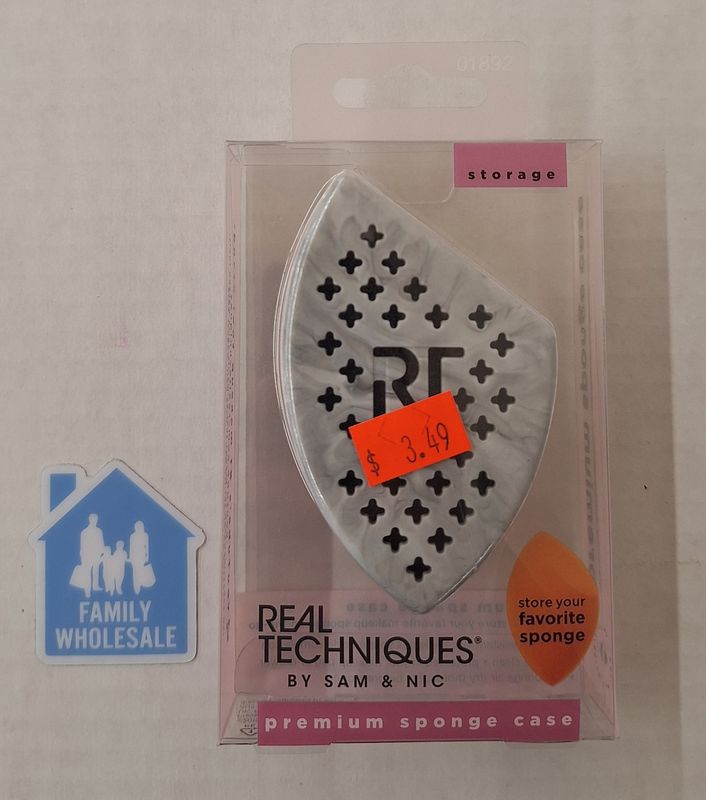 01892
storage
RT
$ 3.49
store your
favorite
sponge
REAL
TECHNIQUES®
BY SAM & NIC
premium sponge case
FAMILY
WHOLESALE